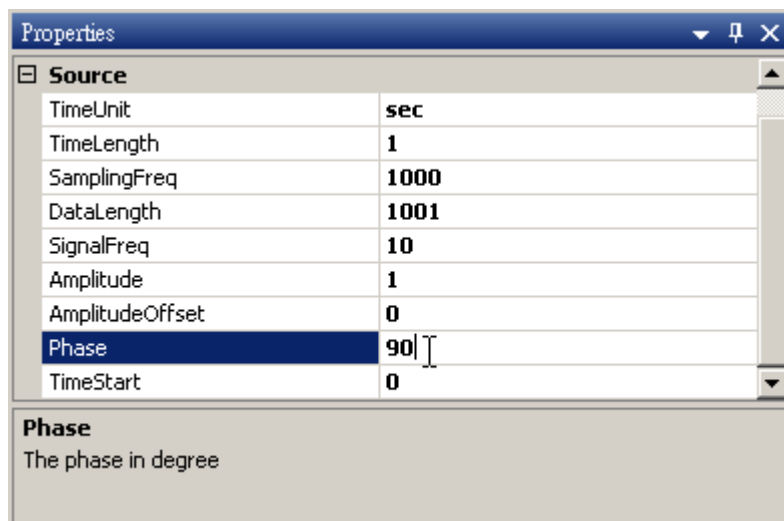 Properties
Source
TimeUnit sec
TimeLength 1
SamplingFreq 1000
DataLength 1001
SignalFreq 10
Amplitude 1
AmplitudeOffset 0
Phase 90
TimeStart 0
Phase
The phase in degree